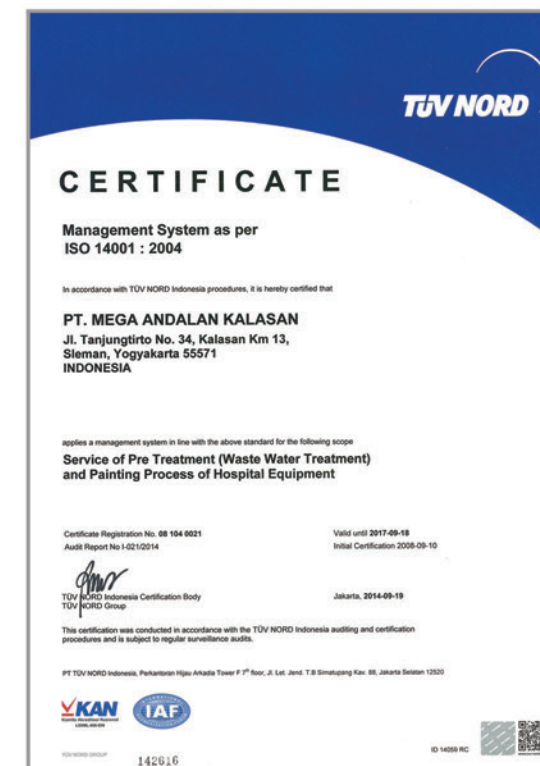 TÜV NORD
CERTIFICATE
Management System as per
ISO 14001 : 2004
In accordance with TÜV NORD Indonesia procedures, it is hereby certified that
PT. MEGA ANDALAN KALASAN
Jl. Tanjungtirto No. 34, Kalasan Km 13,
Sleman, Yogyakarta 55571
INDONESIA
applies a management system in line with the above standard for the following scope
Service of Pre Treatment (Waste Water Treatment)
and Painting Process of Hospital Equipment
Certificate Registration No. 08 104 0021
Valid until 2017-09-18
Audit Report No I-021/2014
Initial Certification 2008-09-10
TÜV NORD Indonesia Certification Body
TÜV NORD Group
Jakarta, 2014-09-19
This certification was conducted in accordance with the TÜV NORD Indonesia auditing and certification
procedures and is subject to regular surveillance audits.
PT TÜV NORD Indonesia, Perkantoran Hijau Arkadia Tower F 7th floor, Jl. Let. Jend. T.B Simatupang Kav. 88, Jakarta Selatan 12520
KAN
Komite Akreditasi Nasional
IAF
TÜV NORD GROUP
142616
ID 14059 RC